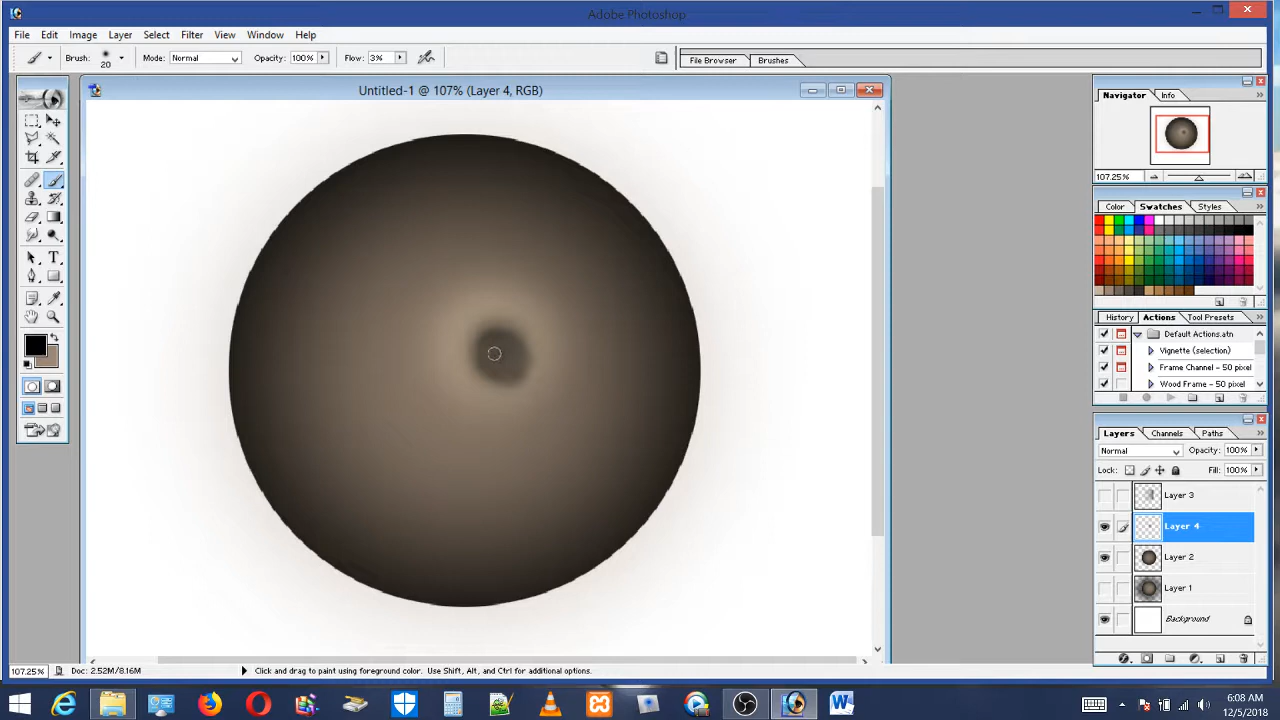 Adobe Photoshop
File Edit Image Layer Select Filter View Window Help
Brush: 20 Mode: Normal Opacity: 100% Flow: 3% File Browser Brushes
Untitled-1 @ 107% (Layer 4, RGB)
Navigator Info
107.25%
Color Swatches Styles
History Actions Tool Presets
Default Actions.atn
Vignette (selection)
Frame Channel - 50 pixel
Wood Frame - 50 pixel
Layers Channels Paths
Normal Opacity: 100%
Lock: Fill: 100%
Layer 3
Layer 4
Layer 2
Layer 1
Background
107.25% Doc: 2.52M/8.16M Click and drag to paint using foreground color. Use Shift, Alt, and Ctrl for additional options.
6:08 AM
12/5/2018